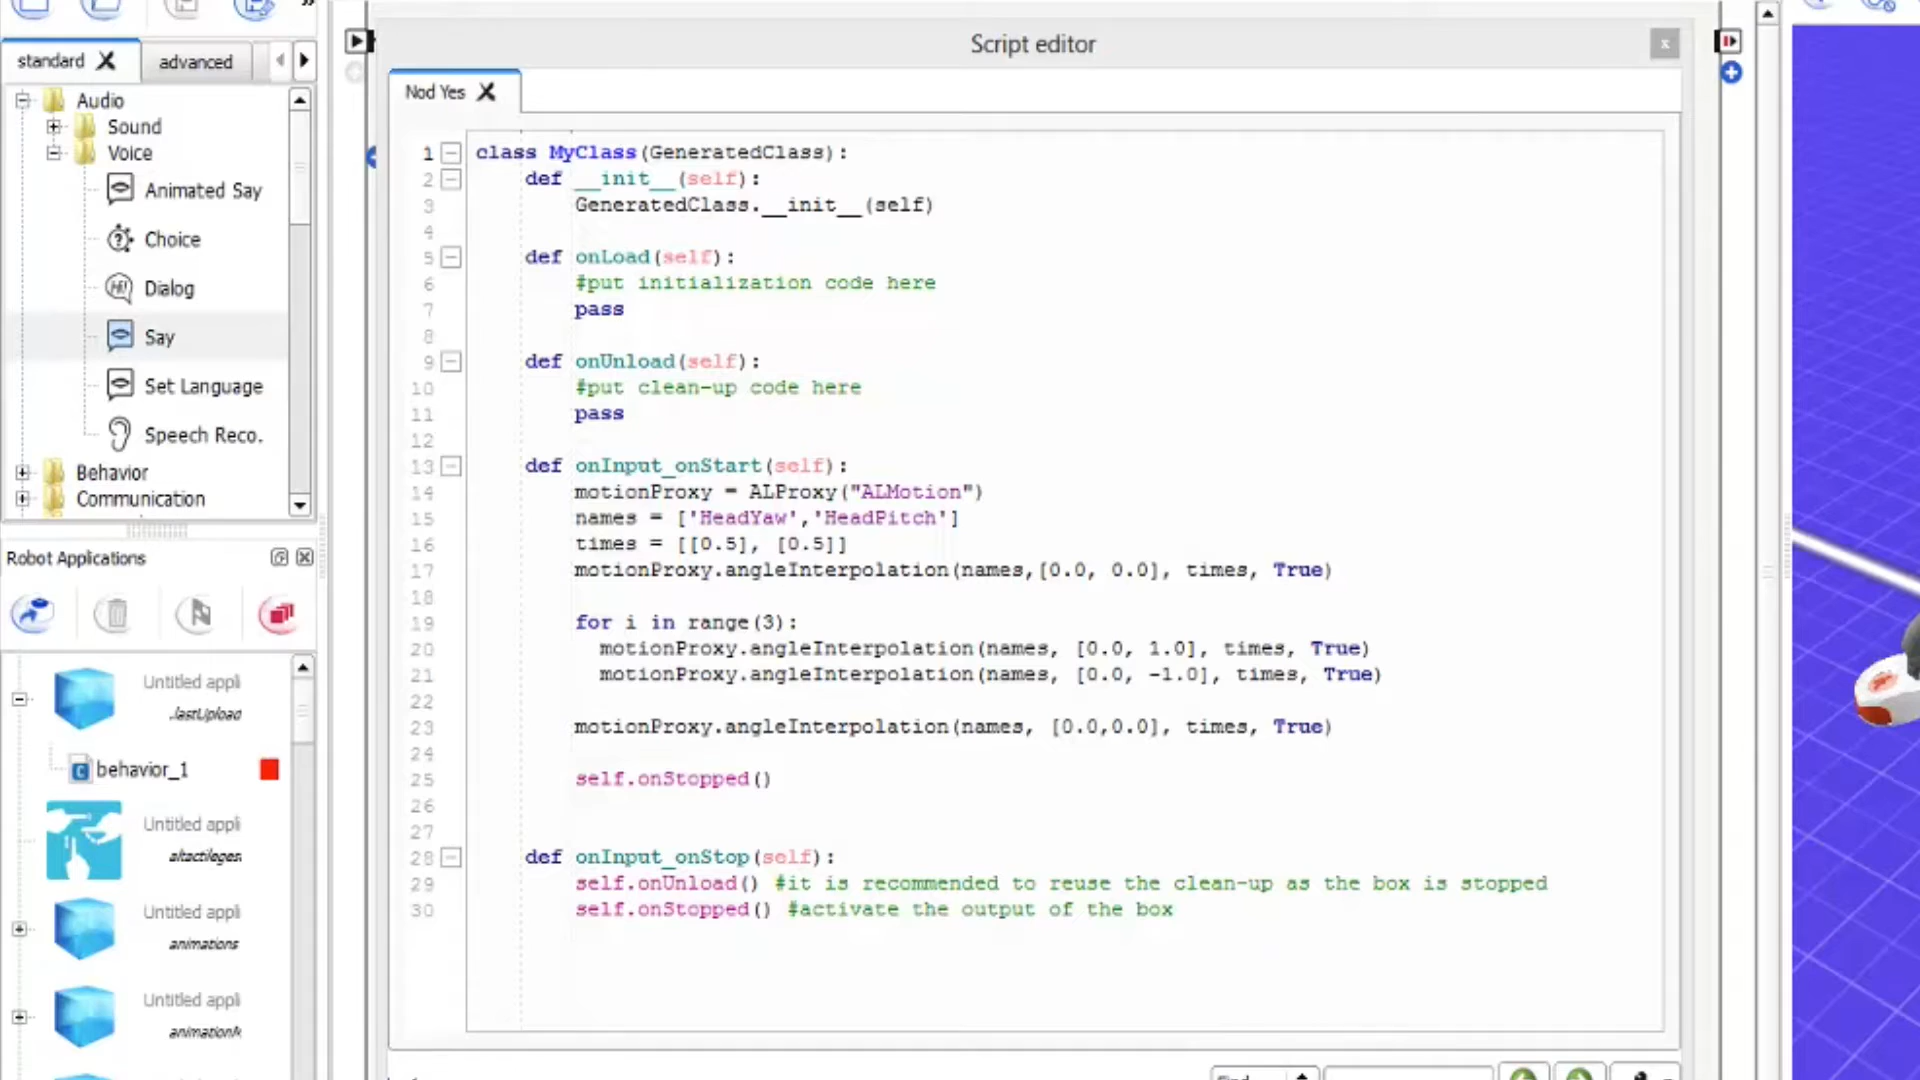 »
standard X
advanced
Audio
Sound
Voice
Animated Say
Choice
Dialog
Say
Set Language
Speech Reco.
Behavior
Communication
Robot Applications
Untitled appli
.lastUpload
behavior_1
Untitled appli
Untitled appli
animations
Untitled appli
Script editor
x
Nod Yes X
1 class MyClass(GeneratedClass):
2     def __init__(self):
3         GeneratedClass.__init__(self)
4
5     def onLoad(self):
6         #put initialization code here
7         pass
8
9     def onUnload(self):
10         #put clean-up code here
11         pass
12
13     def onInput_onStart(self):
14         motionProxy = ALProxy("ALMotion")
15         names = ['HeadYaw','HeadPitch']
16         times = [[0.5], [0.5]]
17         motionProxy.angleInterpolation(names,[0.0, 0.0], times, True)
18
19         for i in range(3):
20           motionProxy.angleInterpolation(names, [0.0, 1.0], times, True)
21           motionProxy.angleInterpolation(names, [0.0, -1.0], times, True)
22
23         motionProxy.angleInterpolation(names, [0.0,0.0], times, True)
24
25         self.onStopped()
26
27
28     def onInput_onStop(self):
29         self.onUnload() #it is recommended to reuse the clean-up as the box is stopped
30         self.onStopped() #activate the output of the box